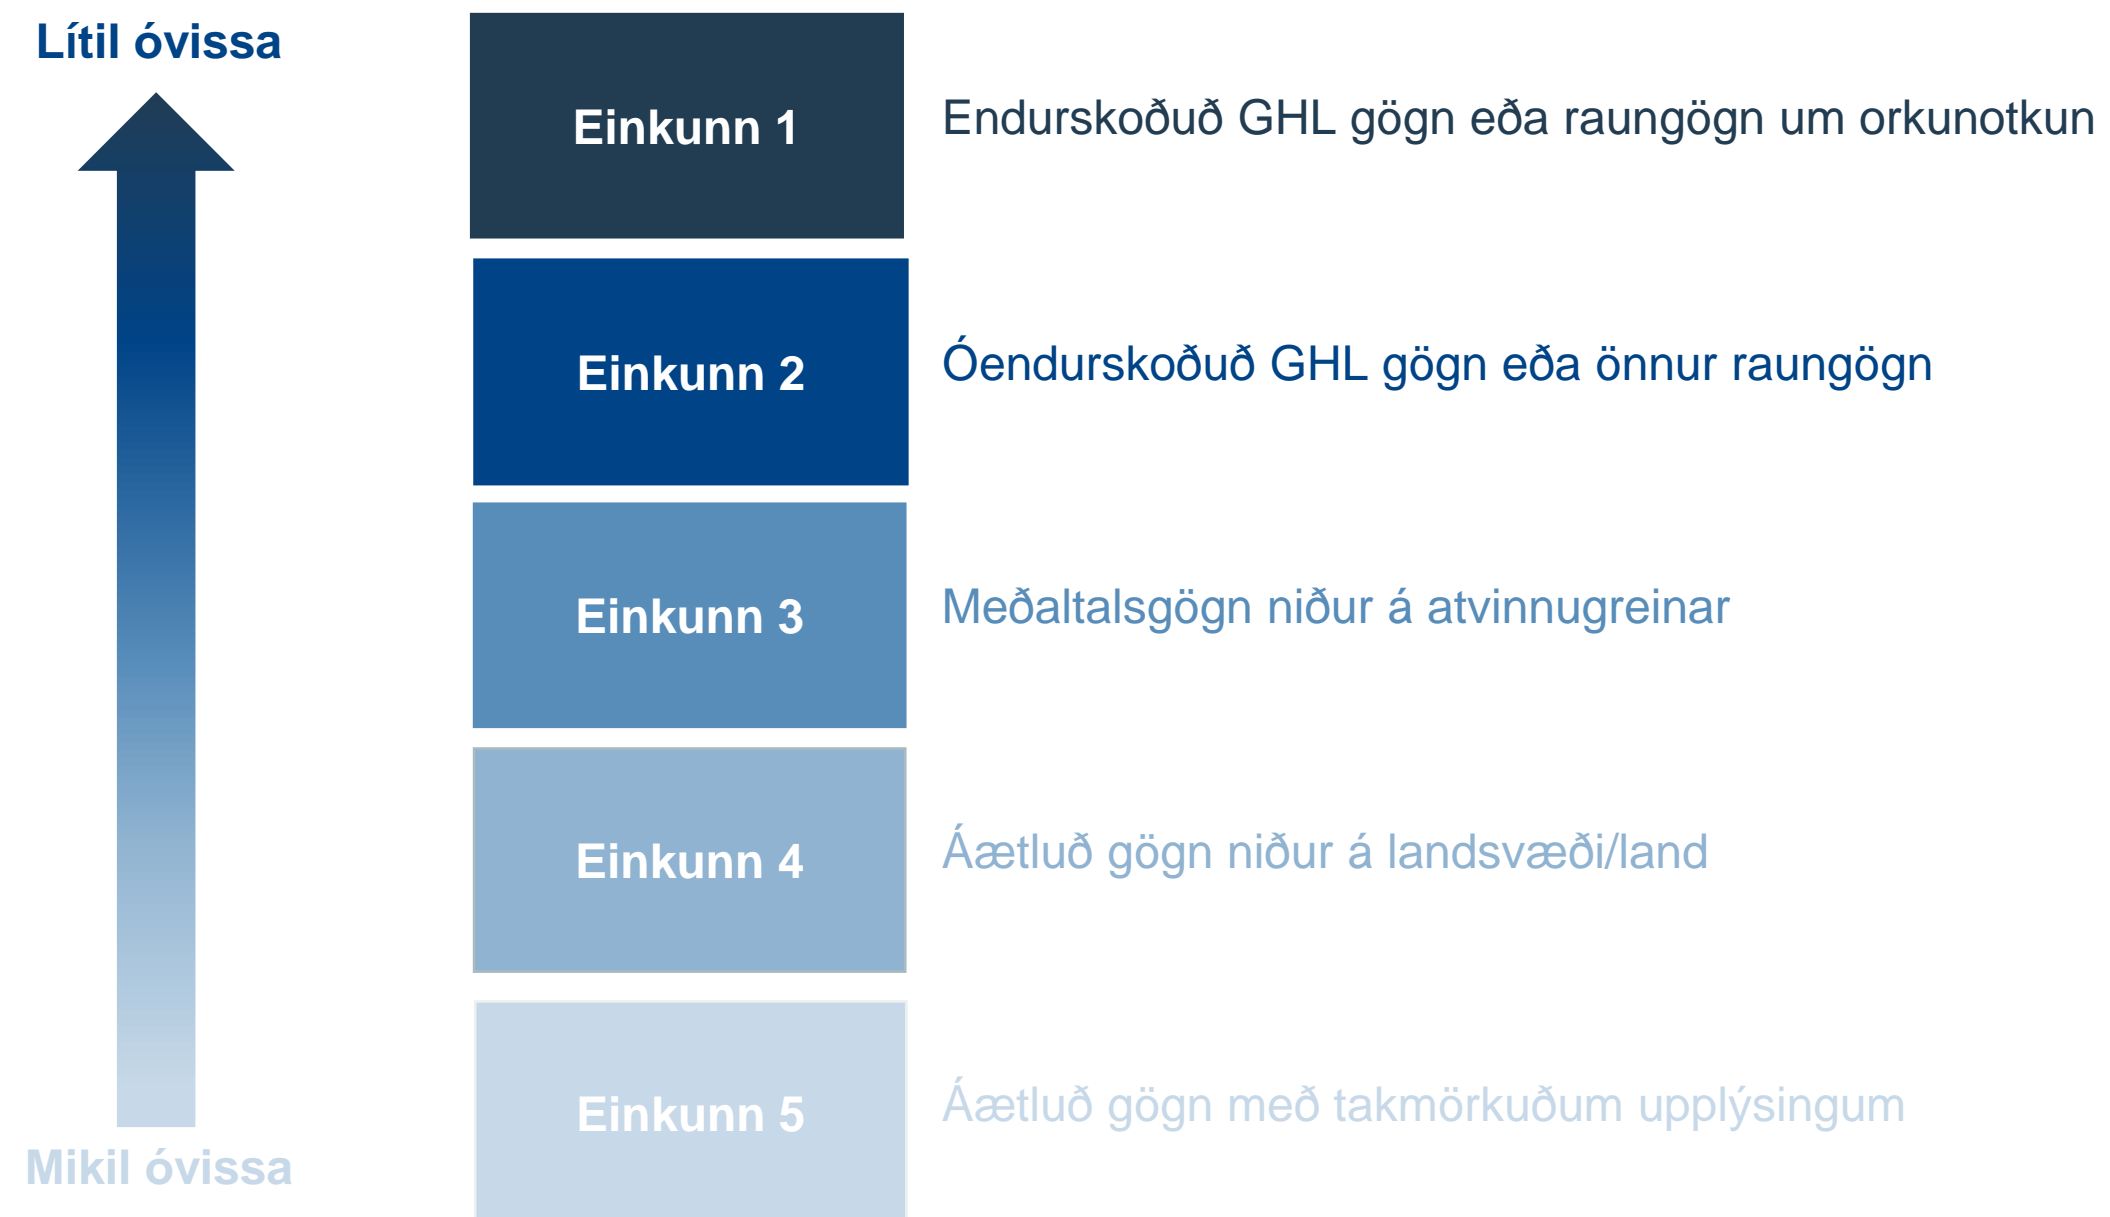 Lítil óvissa
Einkunn 1
Endurskoðuð GHL gögn eða raungögn um orkunotkun
Einkunn 2
Óendurskoðuð GHL gögn eða önnur raungögn
Einkunn 3
Meðaltalsgögn niður á atvinnugreinar
Einkunn 4
Áætluð gögn niður á landsvæði/land
Einkunn 5
Áætluð gögn með takmörkuðum upplýsingum
Mikil óvissa